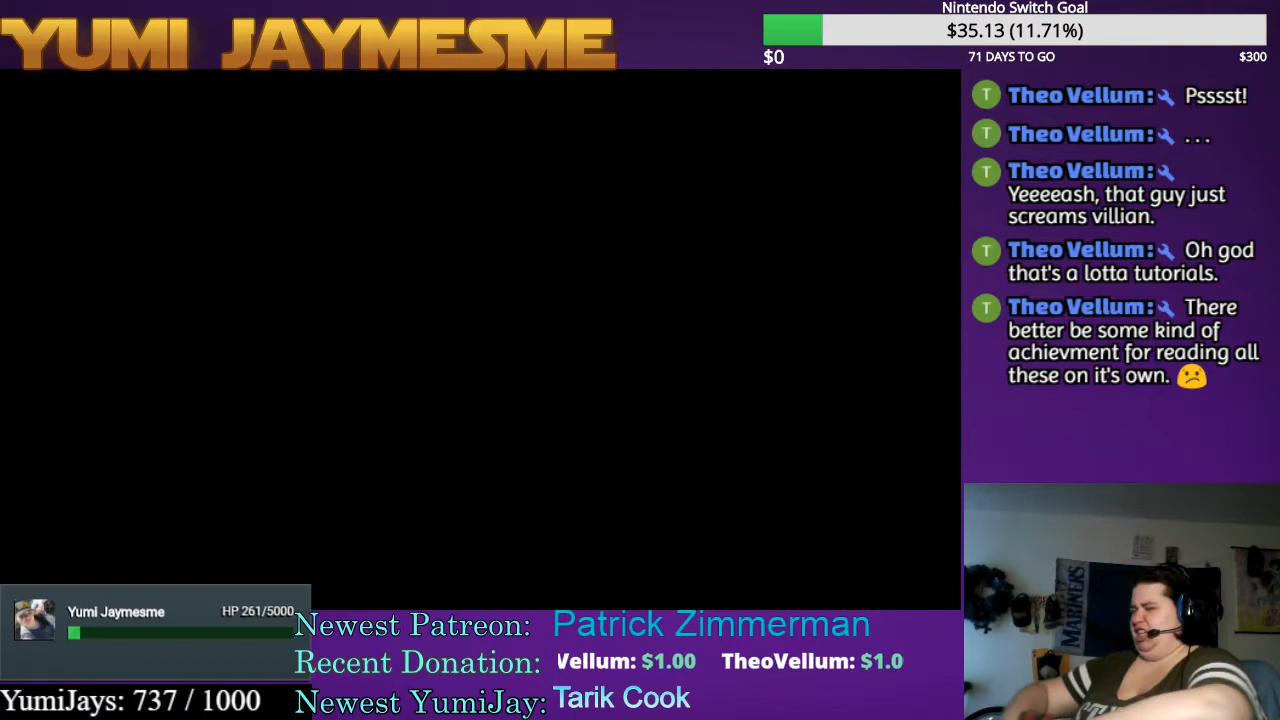 YUMI JAYMESME
Nintendo Switch Goal
$35.13 (11.71%)
$0
71 DAYS TO GO
$300
T Theo Vellum: Psssst!
T Theo Vellum: . . .
T Theo Vellum:
Yeeeeash, that guy just
screams villian.
T Theo Vellum: Oh god
that's a lotta tutorials.
T Theo Vellum: There
better be some kind of
achievment for reading all
these on it's own.
MARINERS
Yumi Jaymesme HP 261/5000
Newest Patreon: Patrick Zimmerman
Recent Donation: Vellum: $1.00 TheoVellum: $1.0
YumiJays: 737 / 1000
Newest YumiJay: Tarik Cook